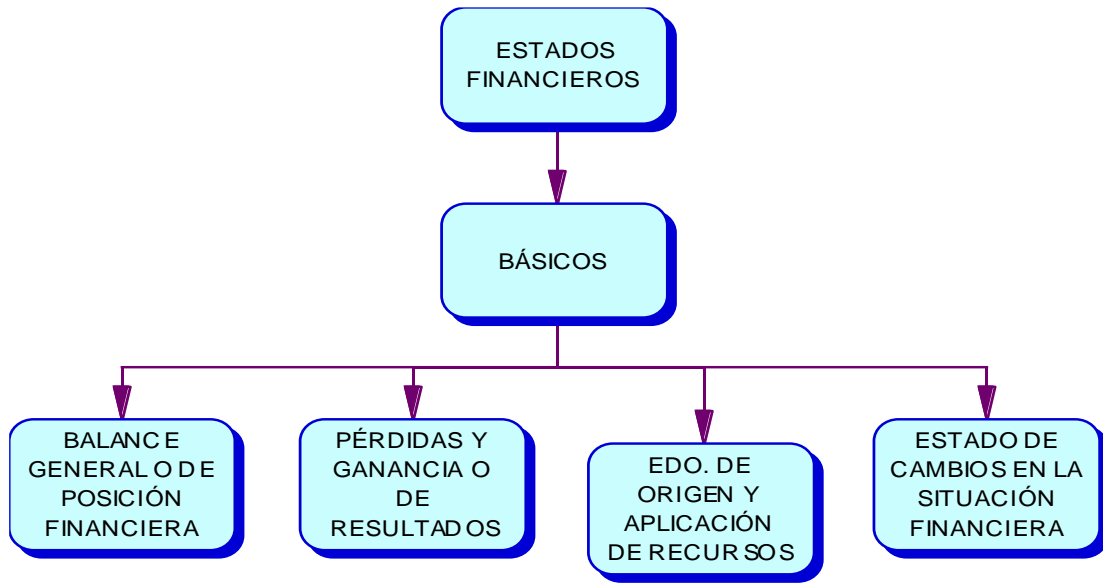 ESTADOS
FINANCIEROS
BÁSICOS
BALANCE
GENERAL O DE
POSICIÓN
FINANCIERA
PÉRDIDAS Y
GANANCIA O
DE
RESULTADOS
EDO. DE
ORIGEN Y
APLICACIÓN
DE RECURSOS
ESTADO DE
CAMBIOS EN LA
SITUACIÓN
FINANCIERA